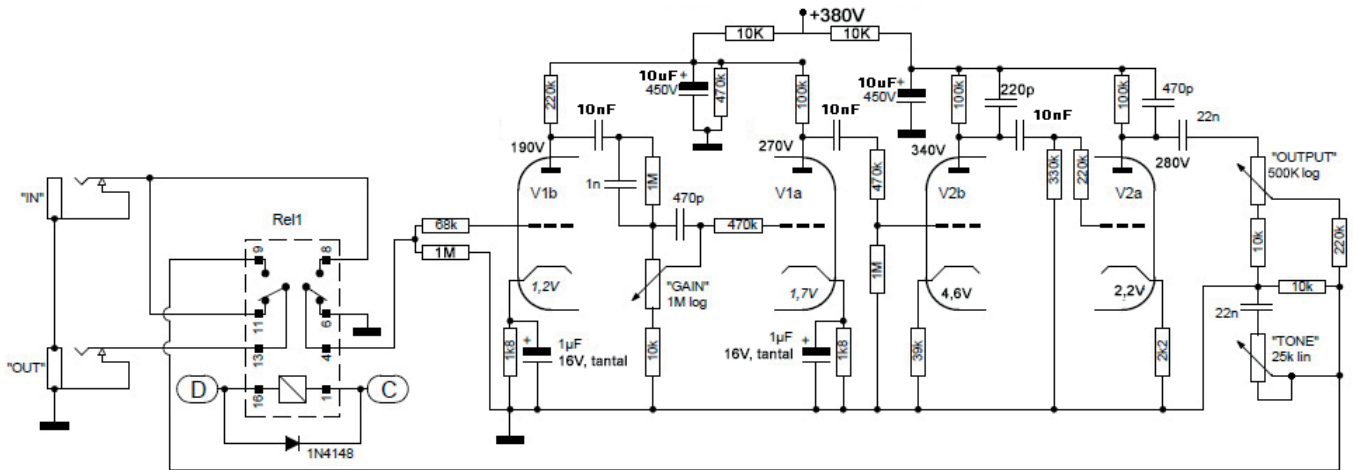 +380V
10K
10K
10uF
+
450V
470k
220k
100k
10nF
10nF
10uF
+
450V
100k
220p
10nF
100k
470p
22n
190V
270V
340V
280V
V1b
V1a
V2b
V2a
1n
1M
470p
470k
470k
1M
330k
220k
"OUTPUT"
500K log
10k
220k
10k
22n
"TONE"
25k lin
"IN"
Rel1
9
8
11
6
13
4
16
1
68k
1M
"GAIN"
1M log
1,2V
1,7V
4,6V
2,2V
1k8
+
1µF
16V, tantal
10k
1µF
16V, tantal
+
1k8
39k
2k2
"OUT"
D
C
1N4148